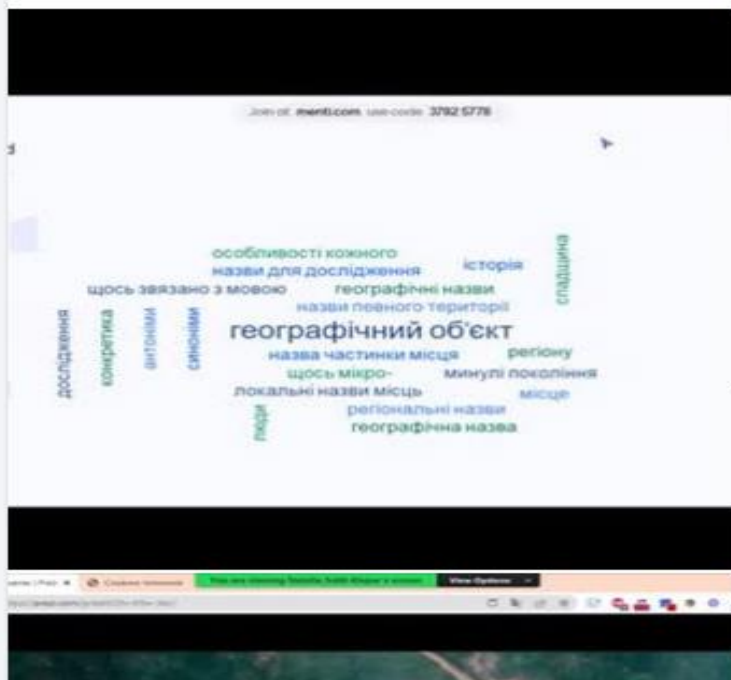 Join at menti.com use code 3792 5778
особливості кожного
назви для дослідження
історія
спадщина
щось звязано з мовою
географічні назви
назви певного території
дослідження
конкретика
антоніми
синоніми
географічний об'єкт
назва частинки місця
регіону
щось мікро-
минулі покоління
локальні назви місць
місце
люди
регіональні назви
географічна назва
View Options